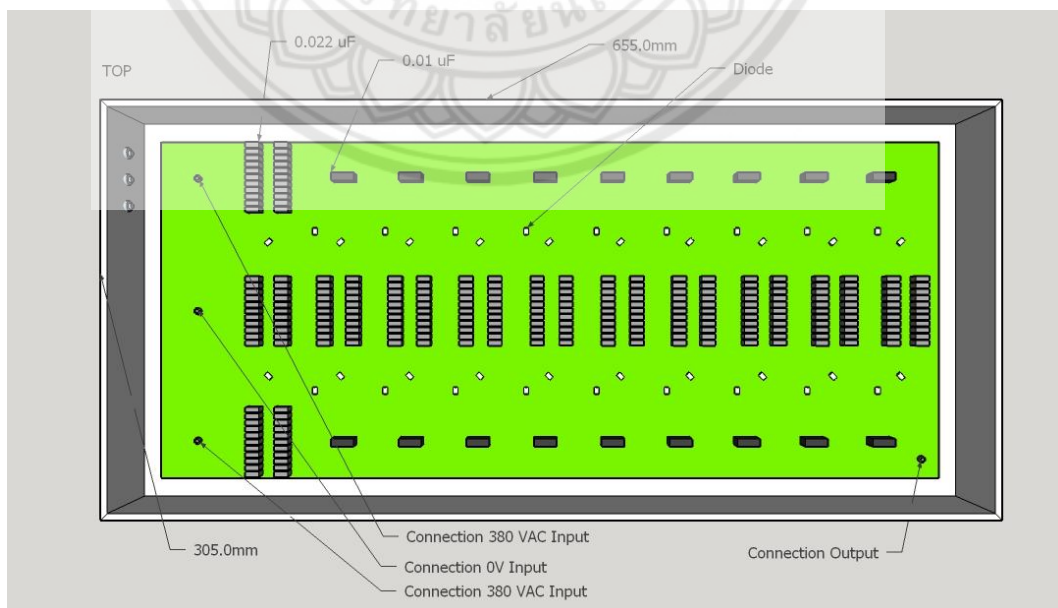 0.022 uF
655.0mm
0.01 uF
TOP
Diode
305.0mm
Connection 380 VAC Input
Connection Output
Connection 0V Input
Connection 380 VAC Input